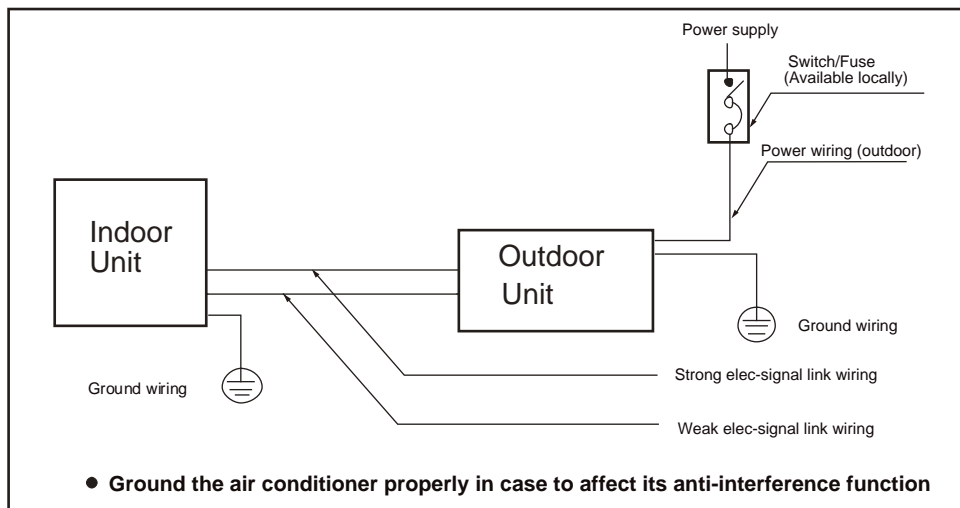 Power supply
Switch/Fuse
(Available locally)
Power wiring (outdoor)
Indoor
Unit
Outdoor
Unit
Ground wiring
Ground wiring
Strong elec-signal link wiring
Weak elec-signal link wiring
● Ground the air conditioner properly in case to affect its anti-interference function